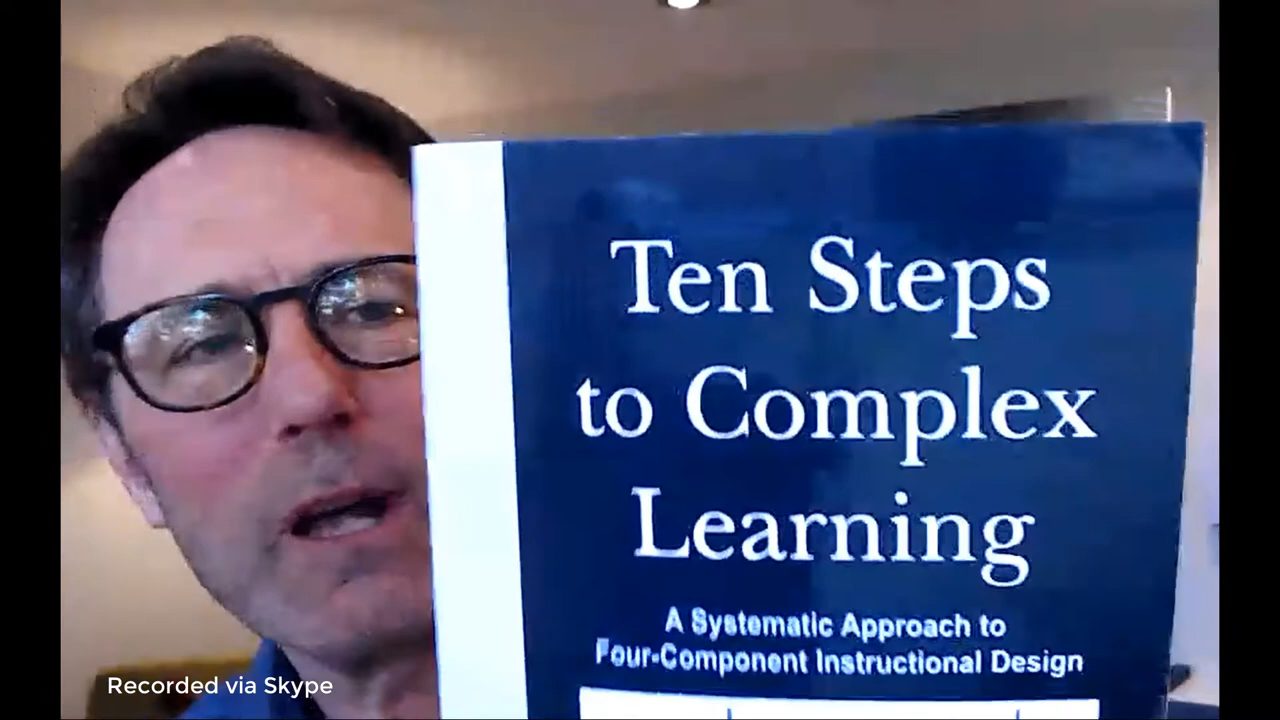 Ten Steps
to Complex
Learning
A Systematic Approach to
Four-Component Instructional Design
Recorded via Skype